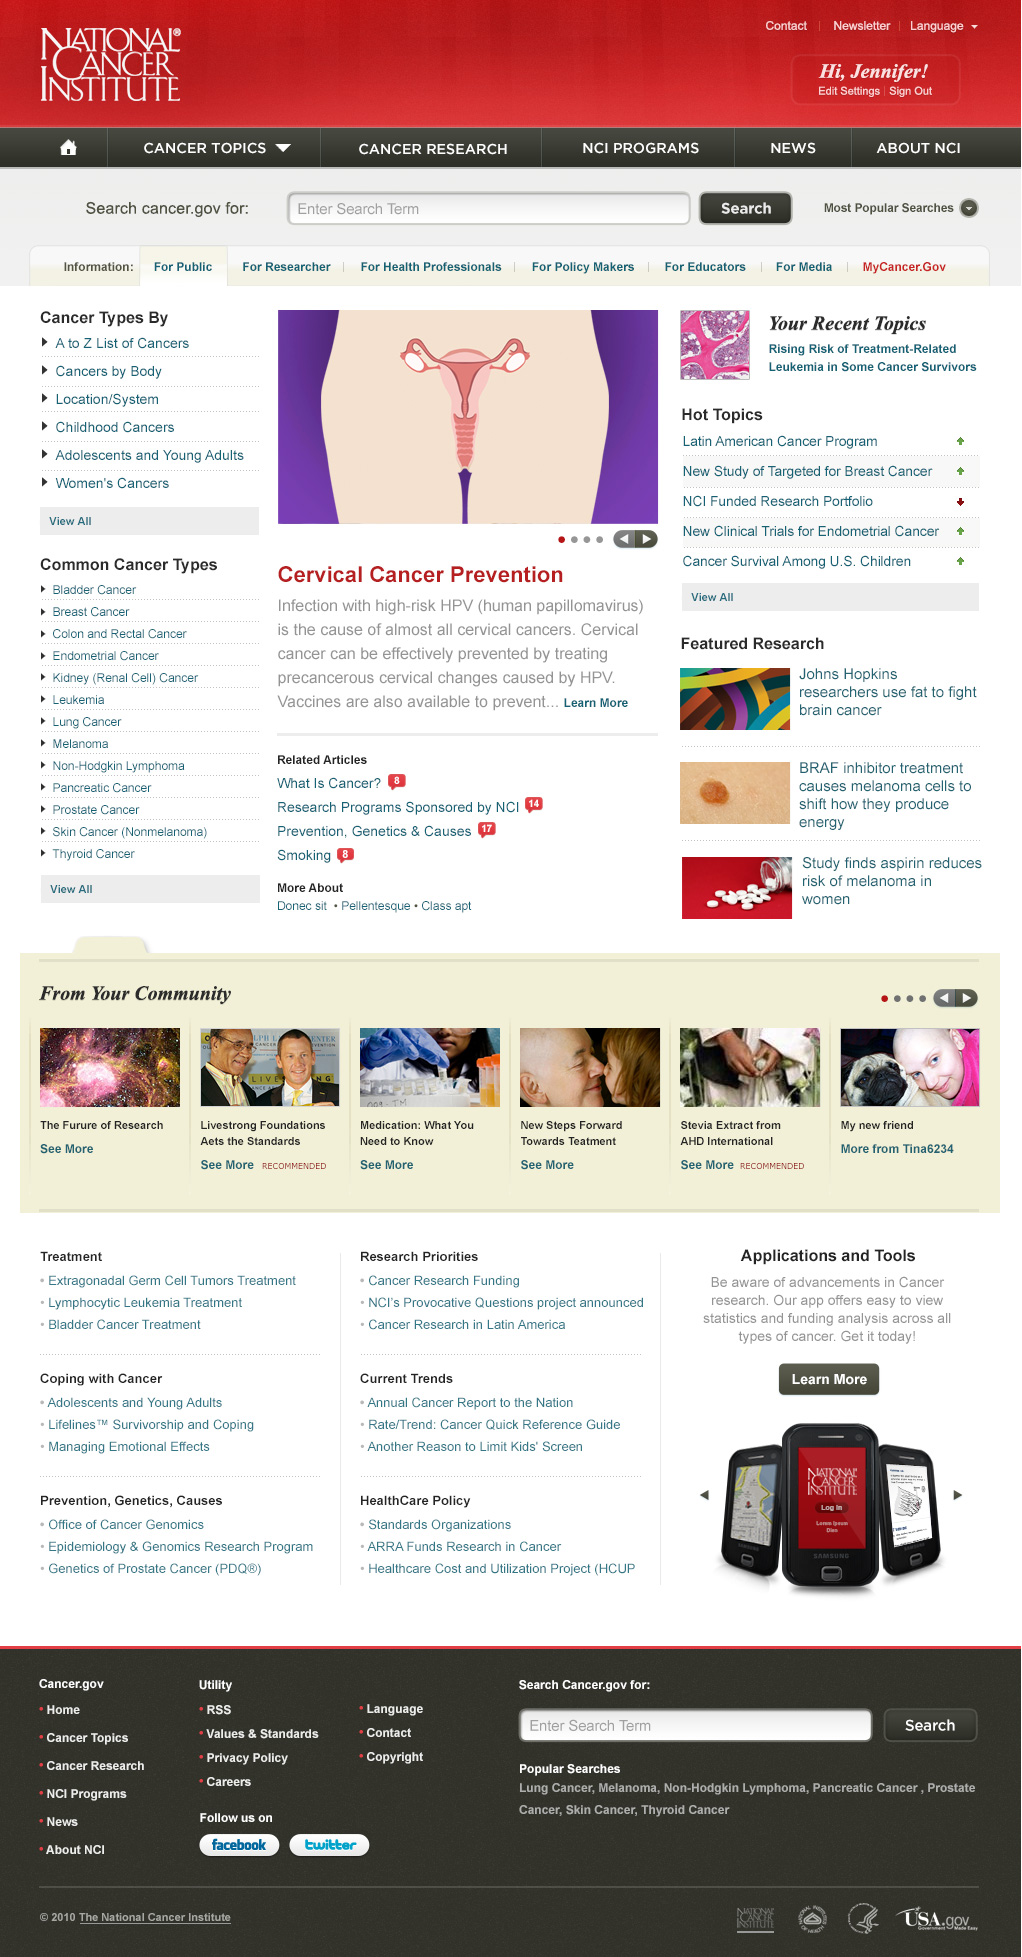 NATIONAL®
CANCER
INSTITUTE
Contact
Newsletter
Language
Hi, Jennifer!
Edit Settings | Sign Out
CANCER TOPICS
CANCER RESEARCH
NCI PROGRAMS
NEWS
ABOUT NCI
Search cancer.gov for:
Enter Search Term
Search
Most Popular Searches
Information:
For Public
For Researcher
For Health Professionals
For Policy Makers
For Educators
For Media
MyCancer.Gov
Cancer Types By
A to Z List of Cancers
Cancers by Body
Location/System
Childhood Cancers
Adolescents and Young Adults
Women's Cancers
View All
Common Cancer Types
Bladder Cancer
Breast Cancer
Colon and Rectal Cancer
Endometrial Cancer
Kidney (Renal Cell) Cancer
Leukemia
Lung Cancer
Melanoma
Non-Hodgkin Lymphoma
Pancreatic Cancer
Prostate Cancer
Skin Cancer (Nonmelanoma)
Thyroid Cancer
View All
Cervical Cancer Prevention
Infection with high-risk HPV (human papillomavirus)
is the cause of almost all cervical cancers. Cervical
cancer can be effectively prevented by treating
precancerous cervical changes caused by HPV.
Vaccines are also available to prevent... Learn More
Related Articles
What Is Cancer? 8
Research Programs Sponsored by NCI 14
Prevention, Genetics & Causes 17
Smoking 8
More About
Donec sit • Pellentesque • Class apt
Your Recent Topics
Rising Risk of Treatment-Related
Leukemia in Some Cancer Survivors
Hot Topics
Latin American Cancer Program
New Study of Targeted for Breast Cancer
NCI Funded Research Portfolio
New Clinical Trials for Endometrial Cancer
Cancer Survival Among U.S. Children
View All
Featured Research
Johns Hopkins
researchers use fat to fight
brain cancer
BRAF inhibitor treatment
causes melanoma cells to
shift how they produce
energy
Study finds aspirin reduces
risk of melanoma in
women
From Your Community
The Furure of Research
See More
Livestrong Foundations
Aets the Standards
See More RECOMMENDED
Medication: What You
Need to Know
See More
New Steps Forward
Towards Teatment
See More
Stevia Extract from
AHD International
See More RECOMMENDED
My new friend
More from Tina6234
Treatment
• Extragonadal Germ Cell Tumors Treatment
• Lymphocytic Leukemia Treatment
• Bladder Cancer Treatment
Coping with Cancer
• Adolescents and Young Adults
• Lifelines™ Survivorship and Coping
• Managing Emotional Effects
Prevention, Genetics, Causes
• Office of Cancer Genomics
• Epidemiology & Genomics Research Program
• Genetics of Prostate Cancer (PDQ®)
Research Priorities
• Cancer Research Funding
• NCI's Provocative Questions project announced
• Cancer Research in Latin America
Current Trends
• Annual Cancer Report to the Nation
• Rate/Trend: Cancer Quick Reference Guide
• Another Reason to Limit Kids' Screen
HealthCare Policy
• Standards Organizations
• ARRA Funds Research in Cancer
• Healthcare Cost and Utilization Project (HCUP
Applications and Tools
Be aware of advancements in Cancer
research. Our app offers easy to view
statistics and funding analysis across all
types of cancer. Get it today!
Learn More
NATIONAL
CANCER
INSTITUTE
Log In
Lorem Ipsum
Dies
SAMSUNG
Cancer.gov
• Home
• Cancer Topics
• Cancer Research
• NCI Programs
• News
• About NCI
Utility
• RSS
• Values & Standards
• Privacy Policy
• Careers
• Language
• Contact
• Copyright
Follow us on
facebook
twitter
Search Cancer.gov for:
Enter Search Term
Search
Popular Searches
Lung Cancer, Melanoma, Non-Hodgkin Lymphoma, Pancreatic Cancer , Prostate
Cancer, Skin Cancer, Thyroid Cancer
© 2010 The National Cancer Institute
NATIONAL
CANCER
INSTITUTE
USA.gov
Government Made Easy